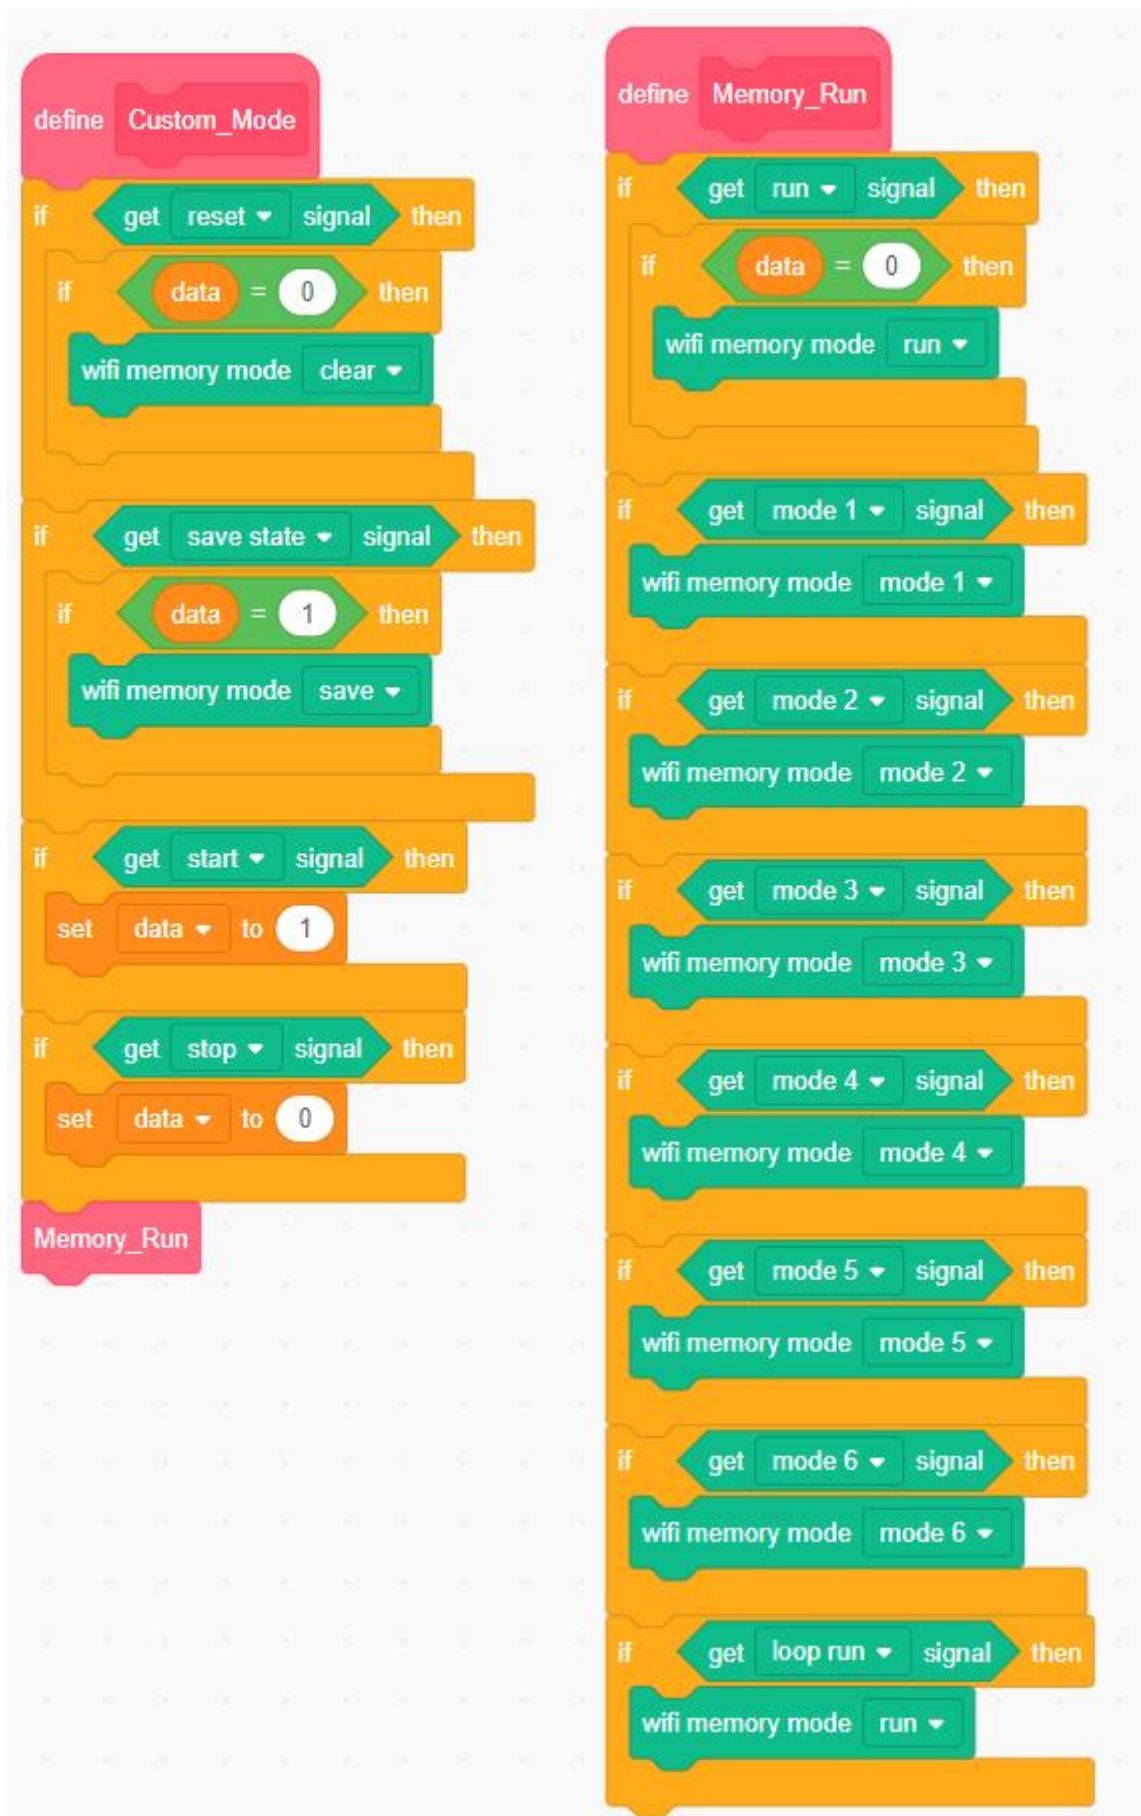 define Custom_Mode
if get reset signal then
if data = 0 then
wifi memory mode clear
if get save state signal then
if data = 1 then
wifi memory mode save
if get start signal then
set data to 1
if get stop signal then
set data to 0
Memory_Run
define Memory_Run
if get run signal then
if data = 0 then
wifi memory mode run
if get mode 1 signal then
wifi memory mode mode 1
if get mode 2 signal then
wifi memory mode mode 2
if get mode 3 signal then
wifi memory mode mode 3
if get mode 4 signal then
wifi memory mode mode 4
if get mode 5 signal then
wifi memory mode mode 5
if get mode 6 signal then
wifi memory mode mode 6
if get loop run signal then
wifi memory mode run